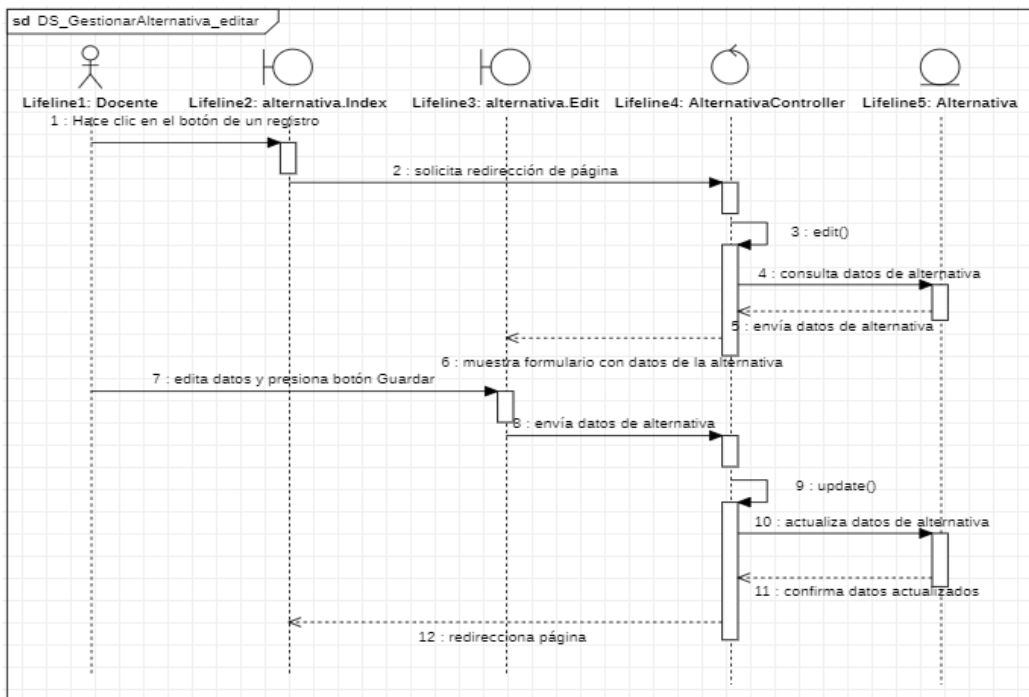 sd DS_GestionarAlternativa_editar
Lifeline1: Docente
Lifeline2: alternativa.Index
Lifeline3: alternativa.Edit
Lifeline4: AlternativaController
Lifeline5: Alternativa
1 : Hace clic en el botón de un registro
2 : solicita redirección de página
3 : edit()
4 : consulta datos de alternativa
5 : envía datos de alternativa
6 : muestra formulario con datos de la alternativa
7 : edita datos y presiona botón Guardar
8 : envía datos de alternativa
9 : update()
10 : actualiza datos de alternativa
11 : confirma datos actualizados
12 : redirecciona página